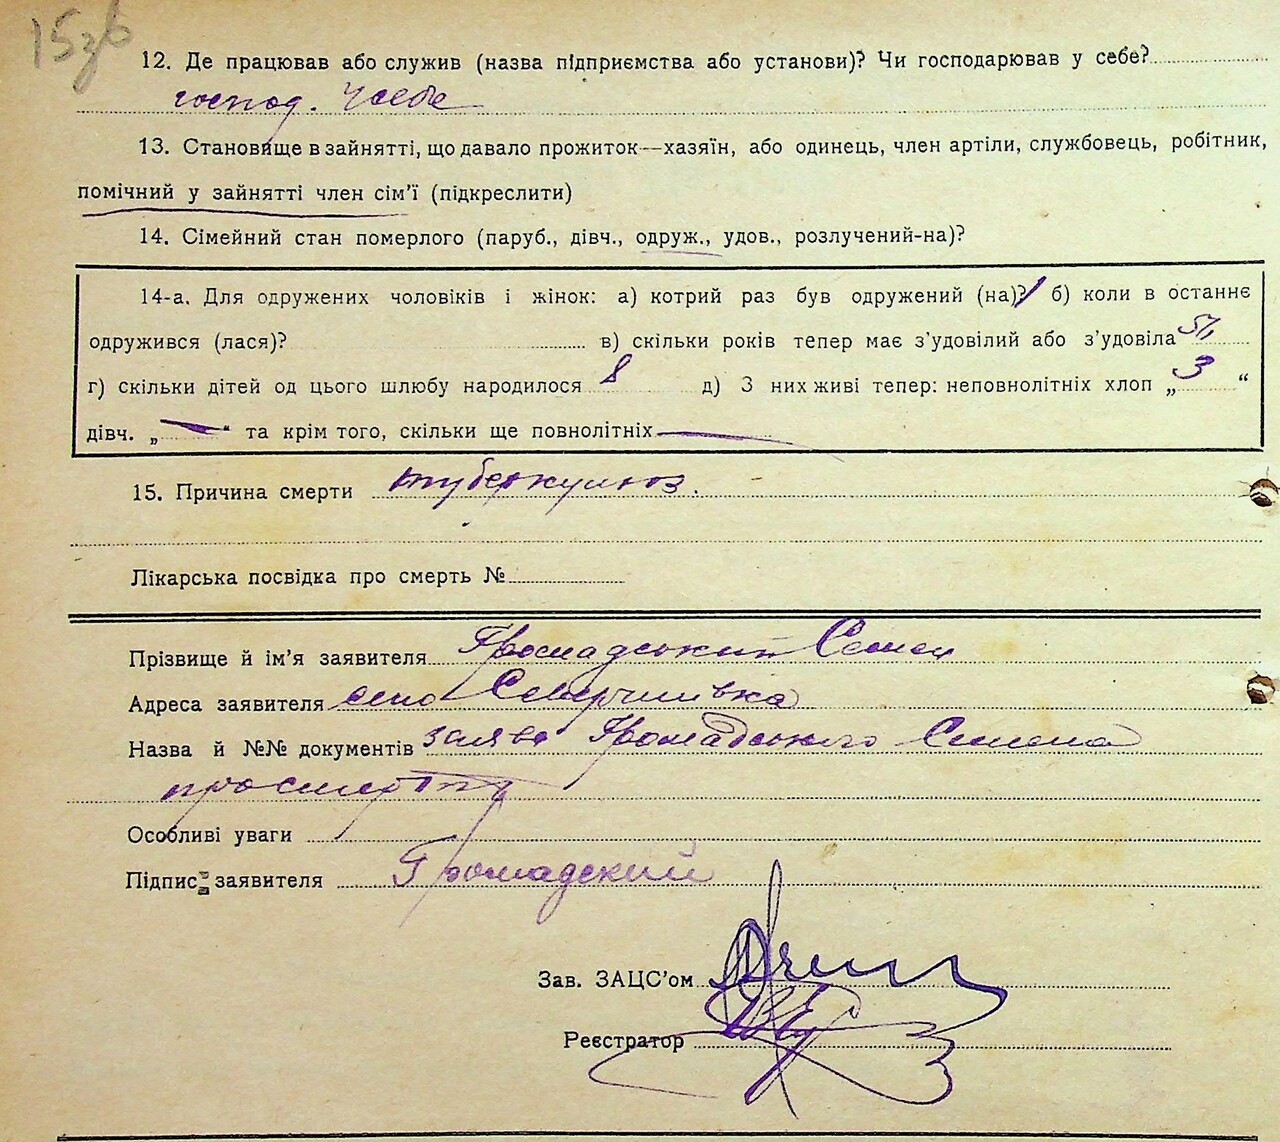 15зв
12. Де працював або служив (назва підприємства або установи)? Чи господарював у себе?
господ. у себе
13. Становище в зайнятті, що давало прожиток—хазяїн, або одинець, член артілі, службовець, робітник,
помічний у зайнятті член сім'ї (підкреслити)
14. Сімейний стан померлого (паруб., дівч., одруж., удов., розлучений-на)?
14-а. Для одружених чоловіків і жінок: а) котрий раз був одружений (на)? 1 б) коли в останнє
одружився (лася)? в) скільки років тепер має з'удовілий або з'удовіла 51
г) скільки дітей од цього шлюбу народилося 8 д) З них живі тепер: неповнолітніх хлоп „ 3 “
дівч. „ — “ та крім того, скільки ще повнолітніх —
15. Причина смерти туберкульоз.
Лікарська посвідка про смерть №
Прізвище й ім'я заявителя Громадський Семен
Адреса заявителя село
Назва й №№ документів заява Громадського Семена
про смерть
Особливі уваги
Підпис заявителя Громадский
Зав. ЗАЦС'ом
Реєстратор